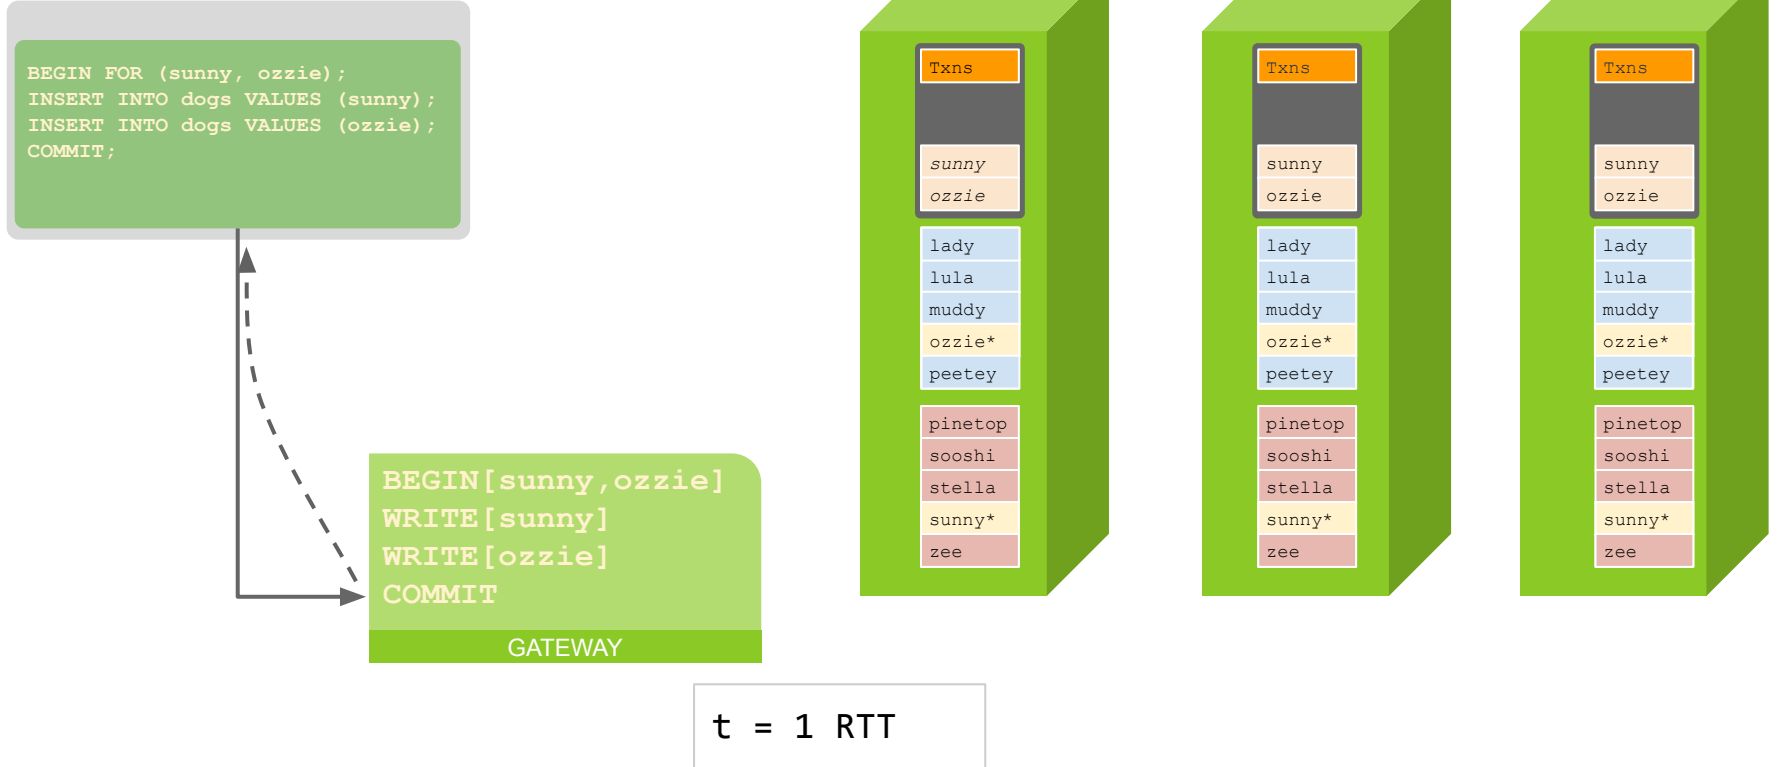 BEGIN FOR (sunny, ozzie);
INSERT INTO dogs VALUES (sunny);
INSERT INTO dogs VALUES (ozzie);
COMMIT;
BEGIN[sunny,ozzie]
WRITE[sunny]
WRITE[ozzie]
COMMIT
GATEWAY
t = 1 RTT
Txns
sunny
ozzie
lady
lula
muddy
ozzie*
peetey
pinetop
sooshi
stella
sunny*
zee
Txns
sunny
ozzie
lady
lula
muddy
ozzie*
peetey
pinetop
sooshi
stella
sunny*
zee
Txns
sunny
ozzie
lady
lula
muddy
ozzie*
peetey
pinetop
sooshi
stella
sunny*
zee